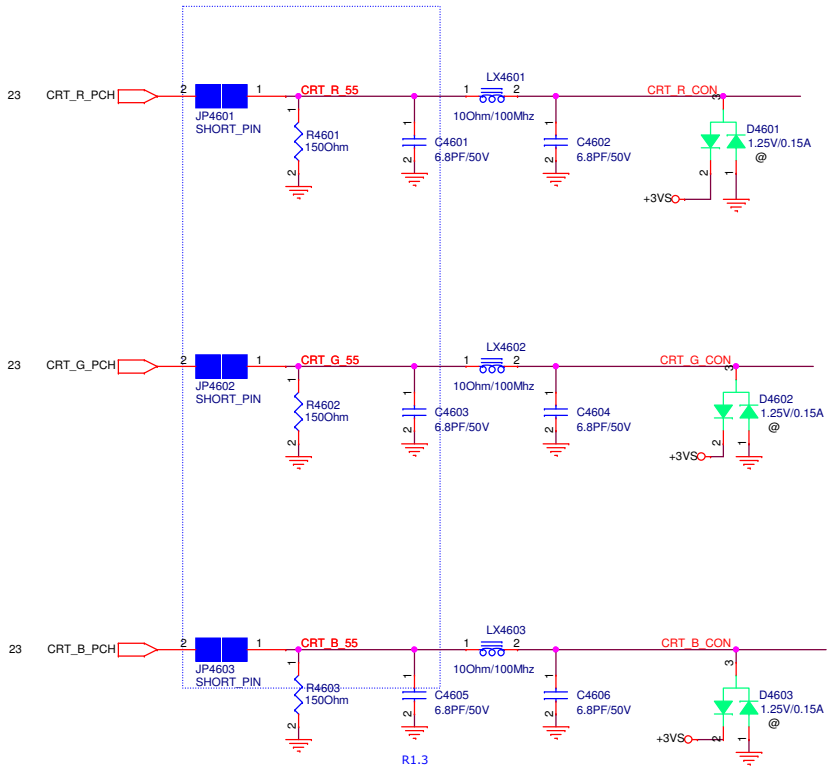 LX4601
23 CRT_R_PCH 2 1 CRT_R_55 1 2 CRT_R_CON 3
JP4601
SHORT_PIN
1 R4601 2
150Ohm
1 C4601 2
6.8PF/50V
10Ohm/100Mhz
1 C4602 2
6.8PF/50V
D4601
1.25V/0.15A
@
2 1
+3VS
LX4602
23 CRT_G_PCH 2 1 CRT_G_55 1 2 CRT_G_CON 3
JP4602
SHORT_PIN
1 R4602 2
150Ohm
1 C4603 2
6.8PF/50V
10Ohm/100Mhz
1 C4604 2
6.8PF/50V
D4602
1.25V/0.15A
@
2 1
+3VS
LX4603
23 CRT_B_PCH 2 1 CRT_B_55 1 2 CRT_B_CON 3
JP4603
SHORT_PIN
1 R4603 2
150Ohm
1 C4605 2
6.8PF/50V
10Ohm/100Mhz
1 C4606 2
6.8PF/50V
D4603
1.25V/0.15A
@
2 1
+3VS
R1.3